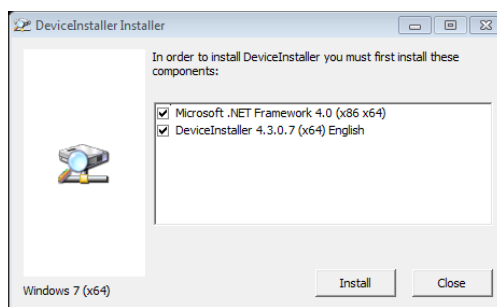 DeviceInstaller Installer
In order to install DeviceInstaller you must first install these
components:
Microsoft .NET Framework 4.0 (x86 x64)
DeviceInstaller 4.3.0.7 (x64) English
Windows 7 (x64)
Install
Close